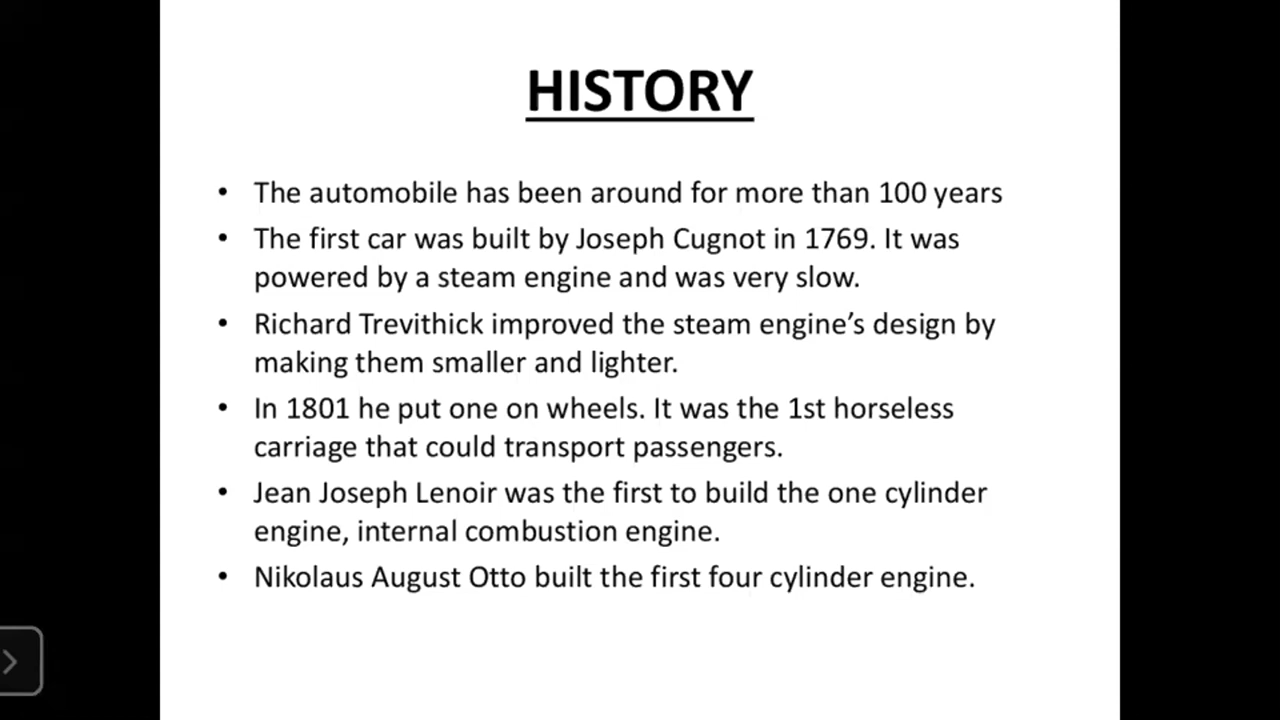 HISTORY
• The automobile has been around for more than 100 years
• The first car was built by Joseph Cugnot in 1769. It was
powered by a steam engine and was very slow.
• Richard Trevithick improved the steam engine’s design by
making them smaller and lighter.
• In 1801 he put one on wheels. It was the 1st horseless
carriage that could transport passengers.
• Jean Joseph Lenoir was the first to build the one cylinder
engine, internal combustion engine.
• Nikolaus August Otto built the first four cylinder engine.